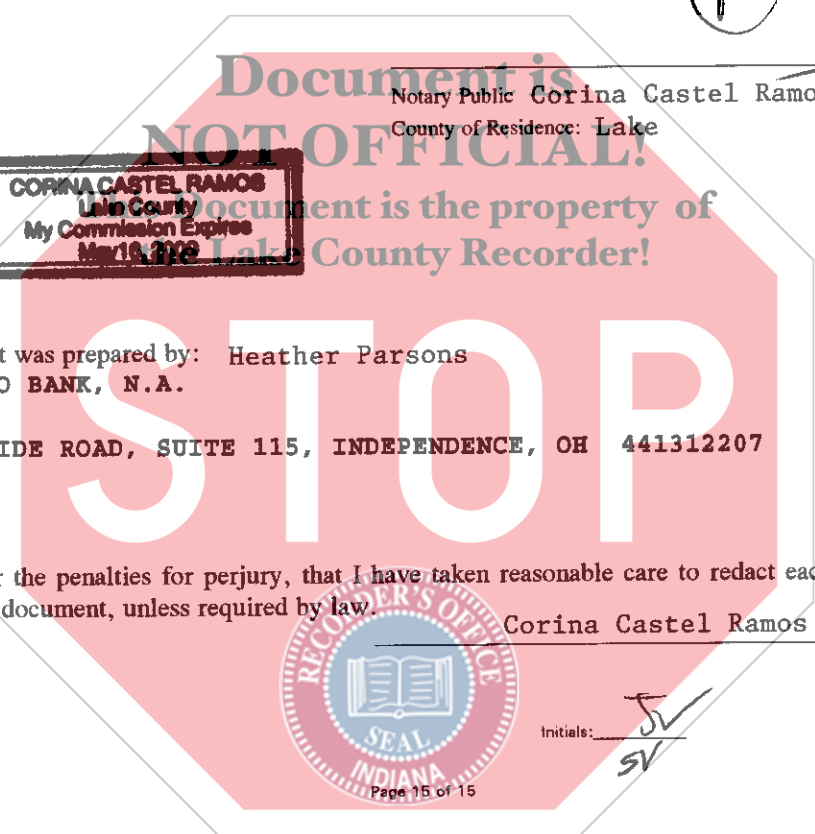 Document is
Notary Public Corina Castel Ramo
County of Residence: Lake
NOT OFFICIAL!
CORINA CASTEL RAMOS
Lake County
My Commission Expires
This Document is the property of
the Lake County Recorder!
t was prepared by: Heather Parsons
O BANK, N.A.
IDE ROAD, SUITE 115, INDEPENDENCE, OH 441312207
STOP
r the penalties for perjury, that I have taken reasonable care to redact eac
document, unless required by law.
Corina Castel Ramos
RECORDER'S OFFICE
SEAL
INDIANA
Initials: JV
SV
Page 15 of 15